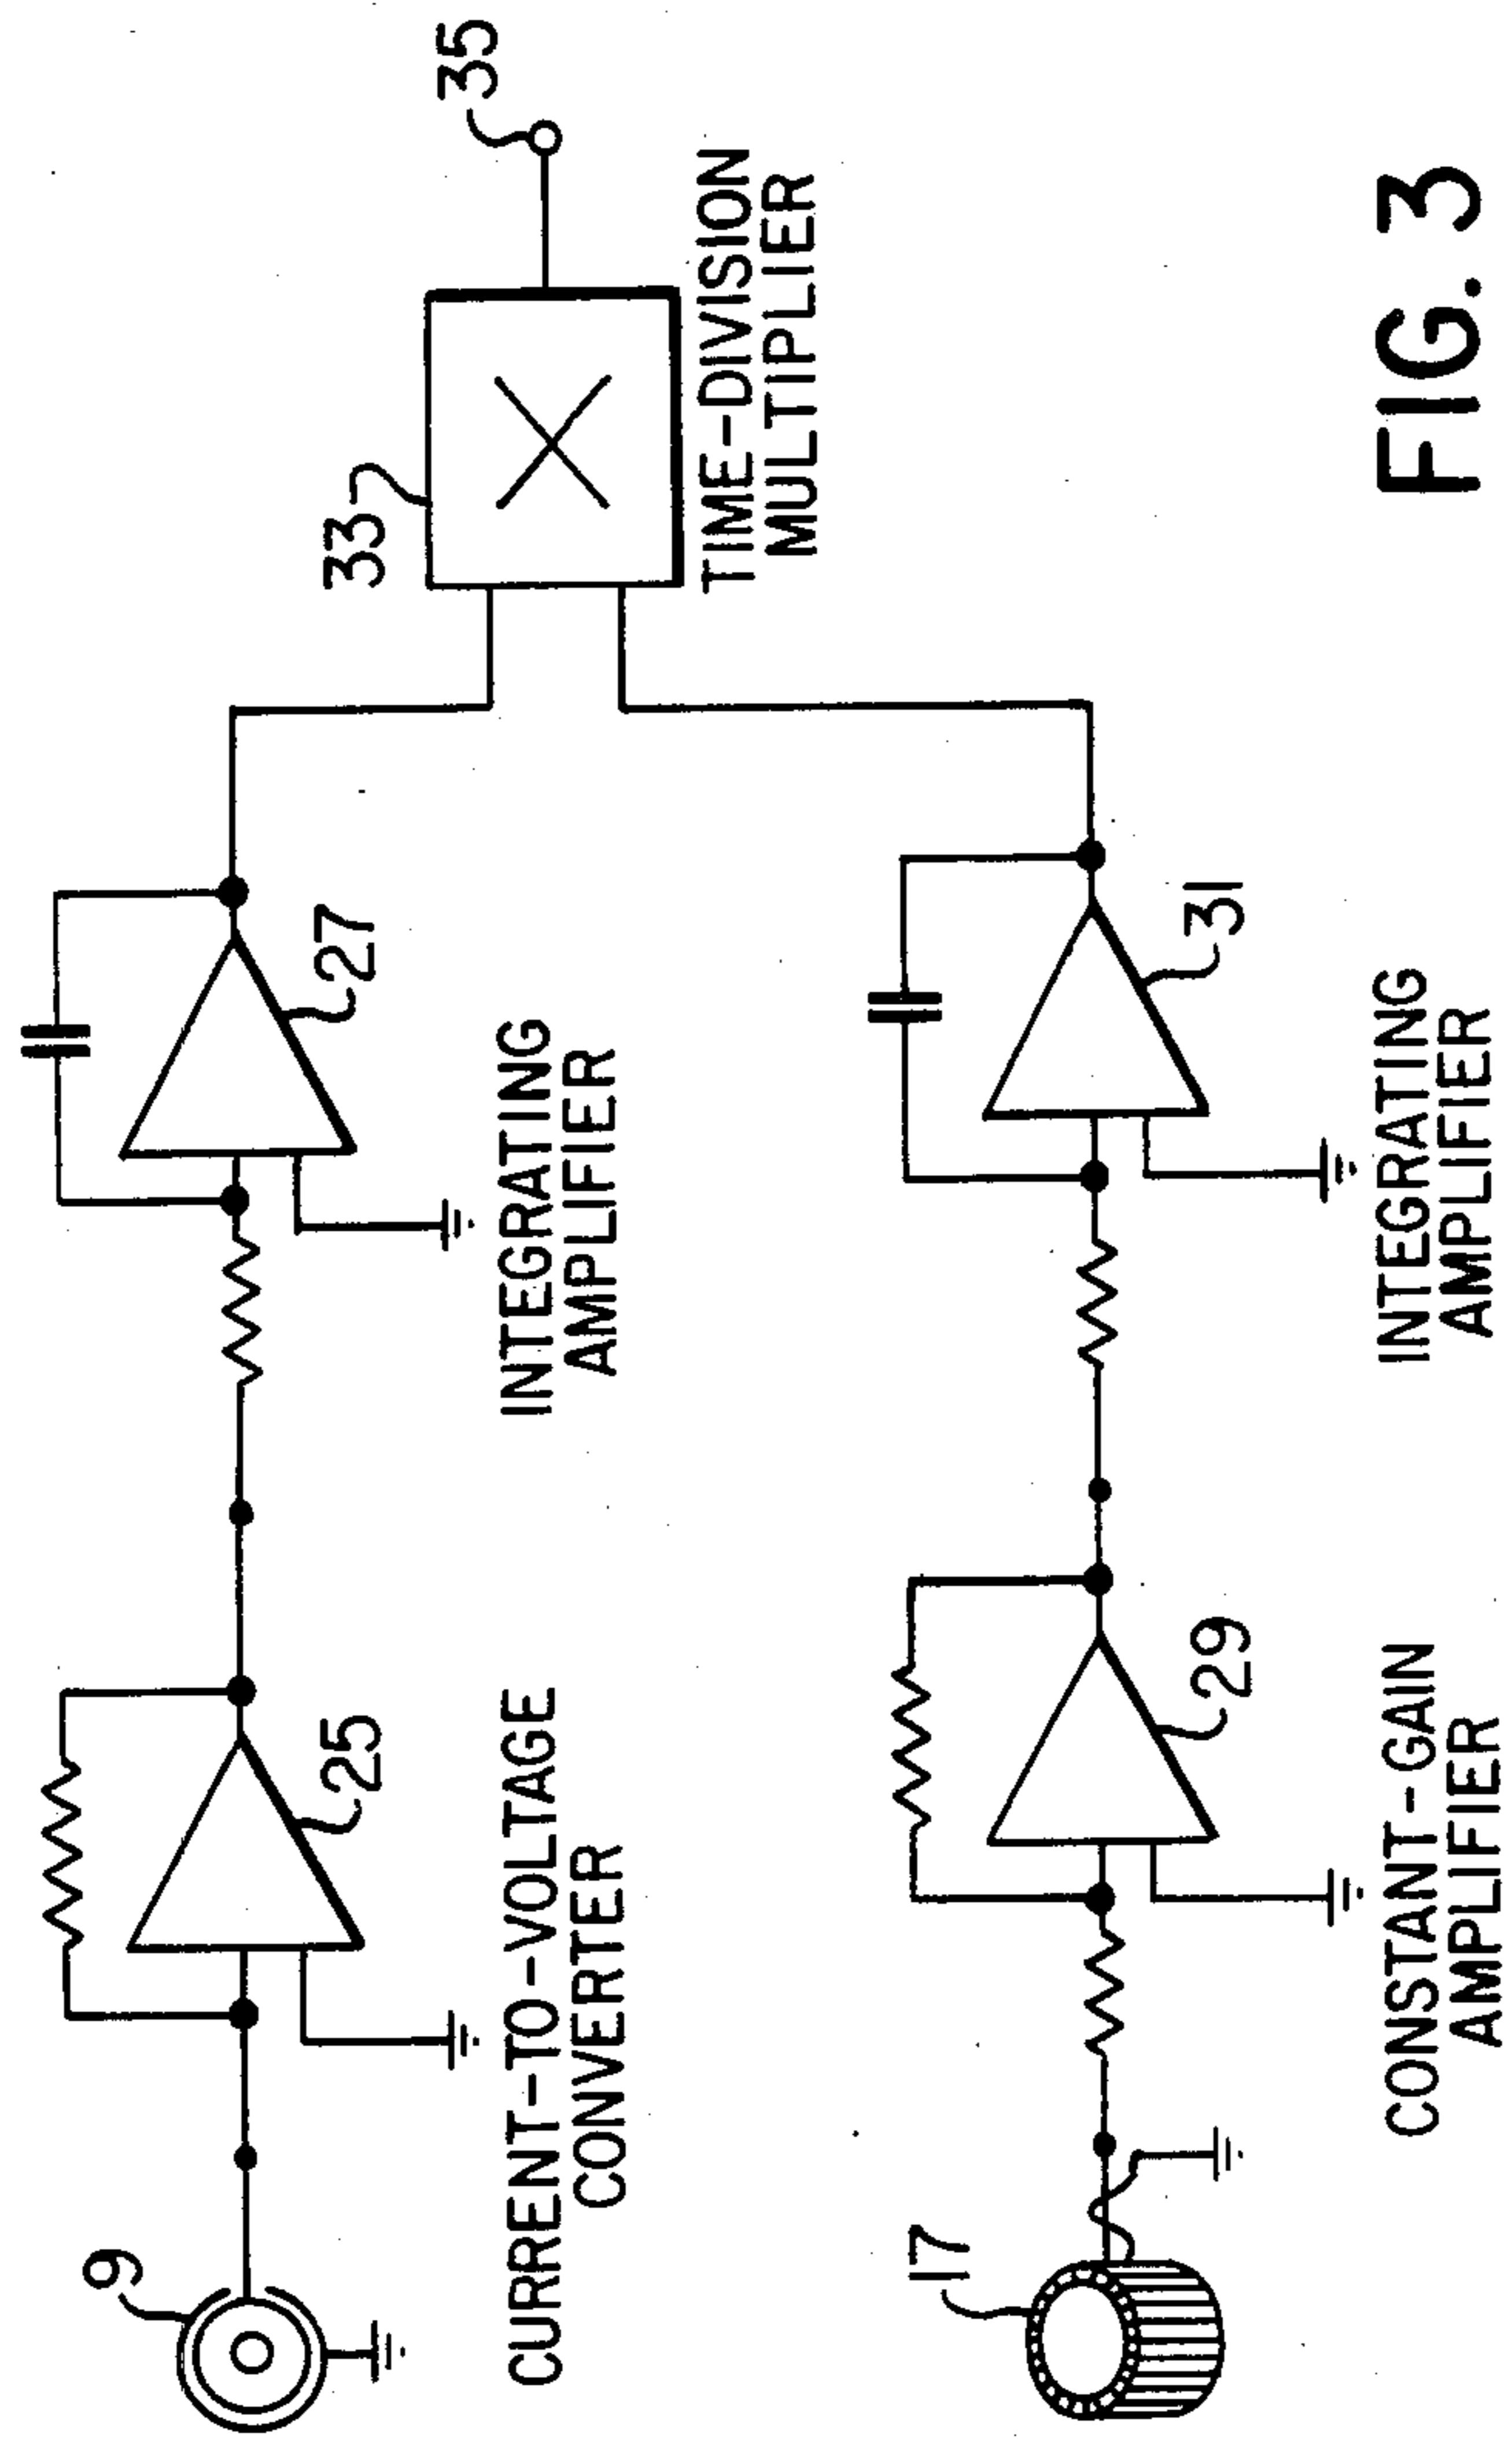 9
25
CURRENT-TO-VOLTAGE
CONVERTER
27
INTEGRATING
AMPLIFIER
33
TIME-DIVISION
MULTIPLIER
35
17
29
CONSTANT-GAIN
AMPLIFIER
31
INTEGRATING
AMPLIFIER
FIG. 3